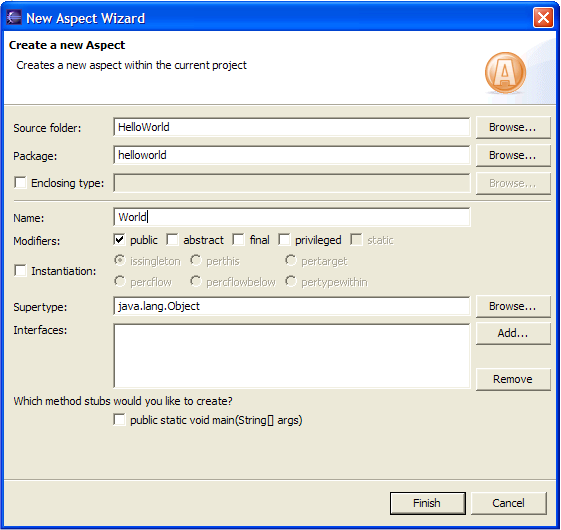 New Aspect Wizard
Create a new Aspect
Creates a new aspect within the current project
A
Source folder: HelloWorld Browse...
Package: helloworld Browse...
Enclosing type: Browse...
Name: World
Modifiers: public abstract final privileged static
Instantiation: issingleton perthis pertarget
percflow percflowbelow pertypewithin
Supertype: java.lang.Object Browse...
Interfaces: Add...
Remove
Which method stubs would you like to create?
public static void main(String[] args)
Finish Cancel